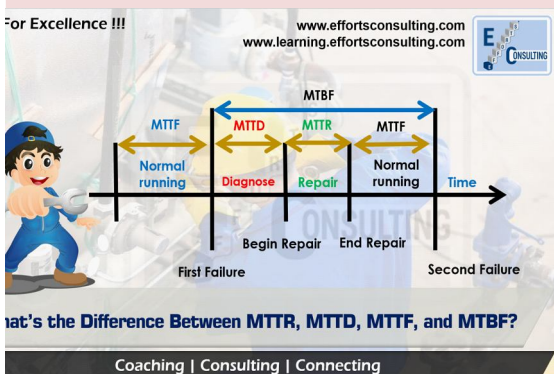 For Excellence !!!
www.effortsconsulting.com
www.learning.effortsconsulting.com
E
EFFORTS
CONSULTING
MTBF
MTTF
MTTD
MTTR
MTTF
Normal
running
Diagnose
Repair
Normal
running
Time
Begin Repair
End Repair
First Failure
Second Failure
hat's the Difference Between MTTR, MTTD, MTTF, and MTBF?
Coaching | Consulting | Connecting